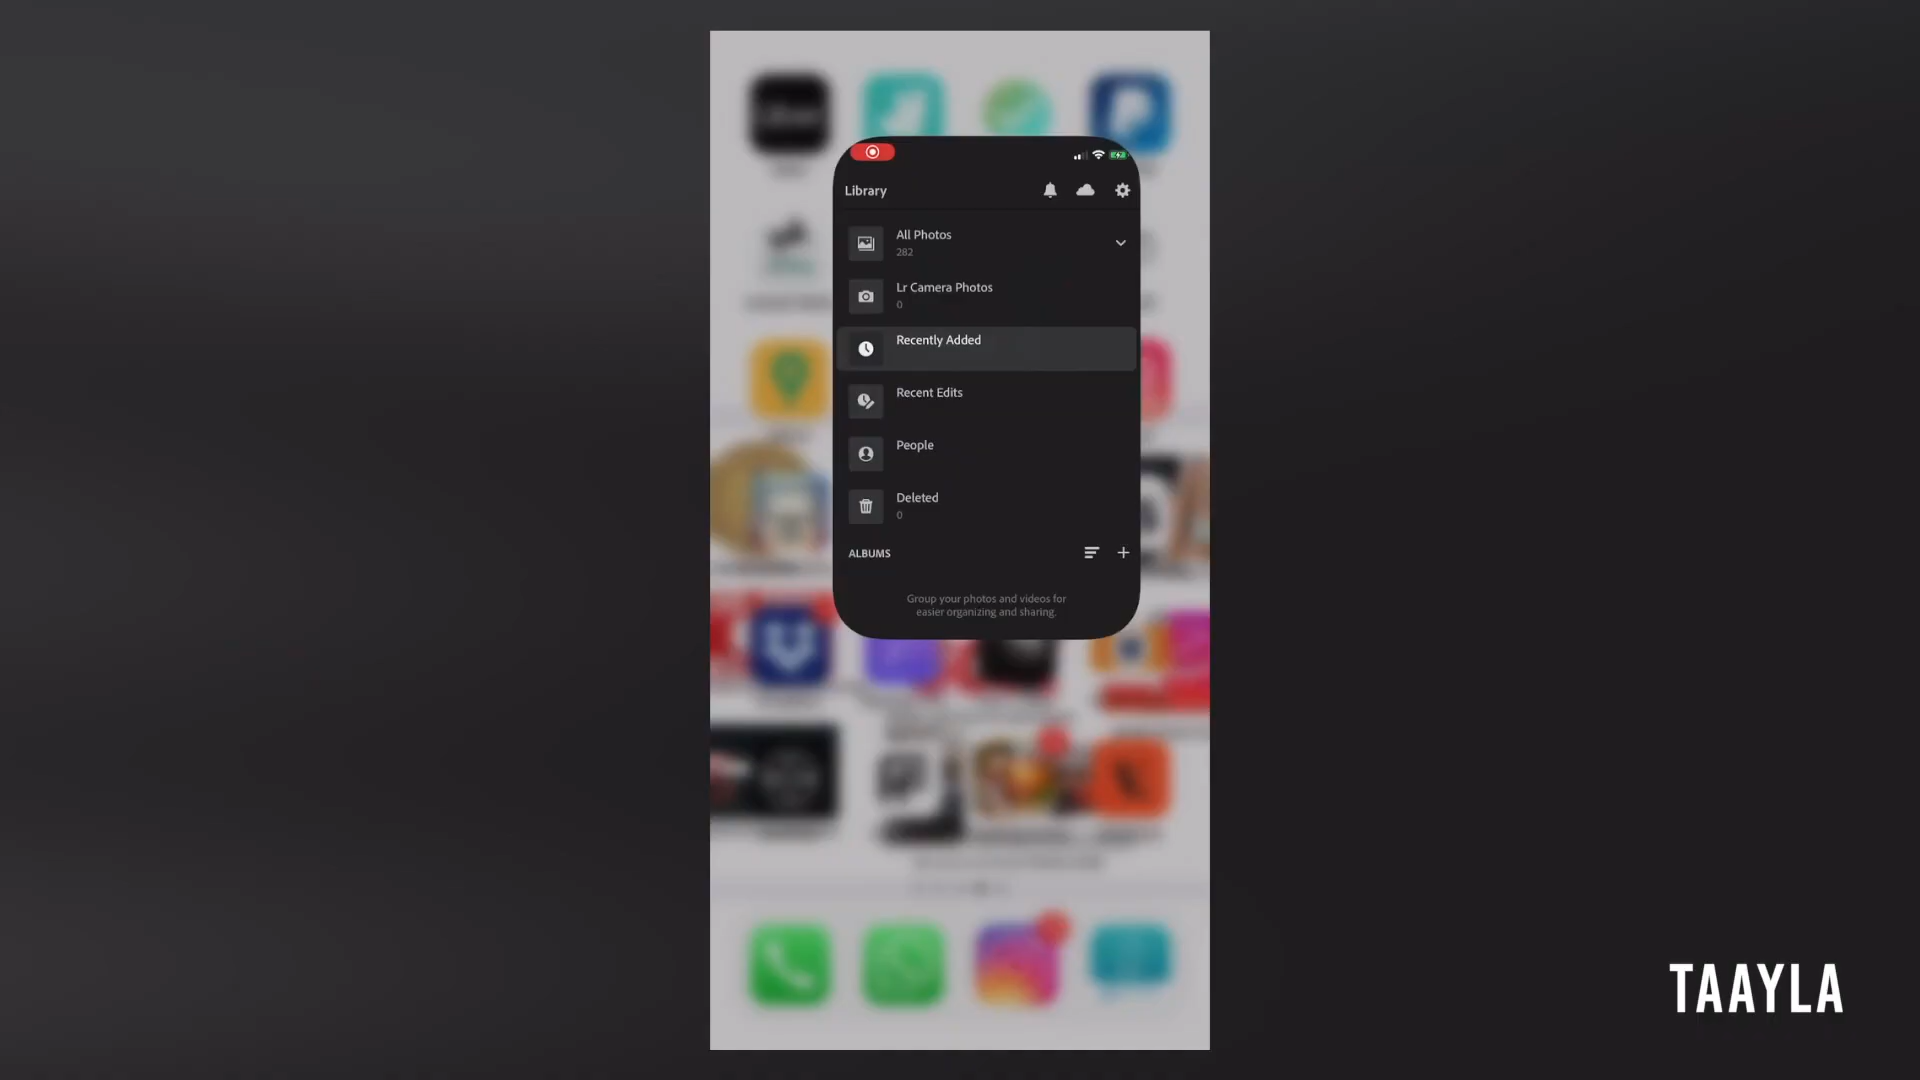 Library
All Photos
282
Lr Camera Photos
0
Recently Added
Recent Edits
People
Deleted
0
ALBUMS
Group your photos and videos for
easier organizing and sharing.
TAAYLA